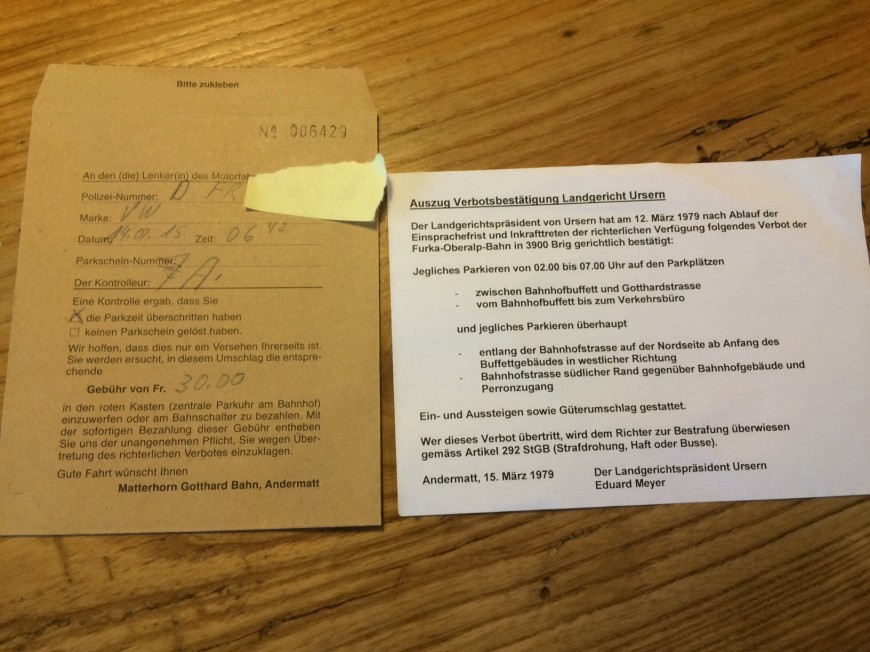 Bitte zukleben
No 006429
An den (die) Lenker(in) des Motorfah
Polizei-Nummer: D FR
Marke: VW
Datum: 15 Zeit: 06 42
Parkschein-Nummer:
Der Kontrolleur:
Eine Kontrolle ergab, dass Sie
die Parkzeit überschritten haben
keinen Parkschein gelöst haben.
Wir hoffen, dass dies nur ein Versehen Ihrerseits ist.
Sie werden ersucht, in diesem Umschlag die entspre-
chende
Gebühr von Fr. 30.00
in den roten Kasten (zentrale Parkuhr am Bahnhof)
einzuwerfen oder am Bahnschalter zu bezahlen. Mit
der sofortigen Bezahlung dieser Gebühr entheben
Sie uns der unangenehmen Pflicht, Sie wegen Über-
tretung des richterlichen Verbotes einzuklagen.
Gute Fahrt wünscht Ihnen
Matterhorn Gotthard Bahn, Andermatt
Auszug Verbotsbestätigung Landgericht Ursern
Der Landgerichtspräsident von Ursern hat am 12. März 1979 nach Ablauf der
Einsprachefrist und Inkrafttreten der richterlichen Verfügung folgendes Verbot der
Furka-Oberalp-Bahn in 3900 Brig gerichtlich bestätigt:
Jegliches Parkieren von 02.00 bis 07.00 Uhr auf den Parkplätzen
- zwischen Bahnhofbuffett und Gotthardstrasse
- vom Bahnhofbuffett bis zum Verkehrsbüro
und jegliches Parkieren überhaupt
- entlang der Bahnhofstrasse auf der Nordseite ab Anfang des
Buffettgebäudes in westlicher Richtung
- Bahnhofstrasse südlicher Rand gegenüber Bahnhofgebäude und
Perronzugang
Ein- und Aussteigen sowie Güterumschlag gestattet.
Wer dieses Verbot übertritt, wird dem Richter zur Bestrafung überwiesen
gemäss Artikel 292 StGB (Strafdrohung, Haft oder Busse).
Andermatt, 15. März 1979 Der Landgerichtspräsident Ursern
Eduard Meyer